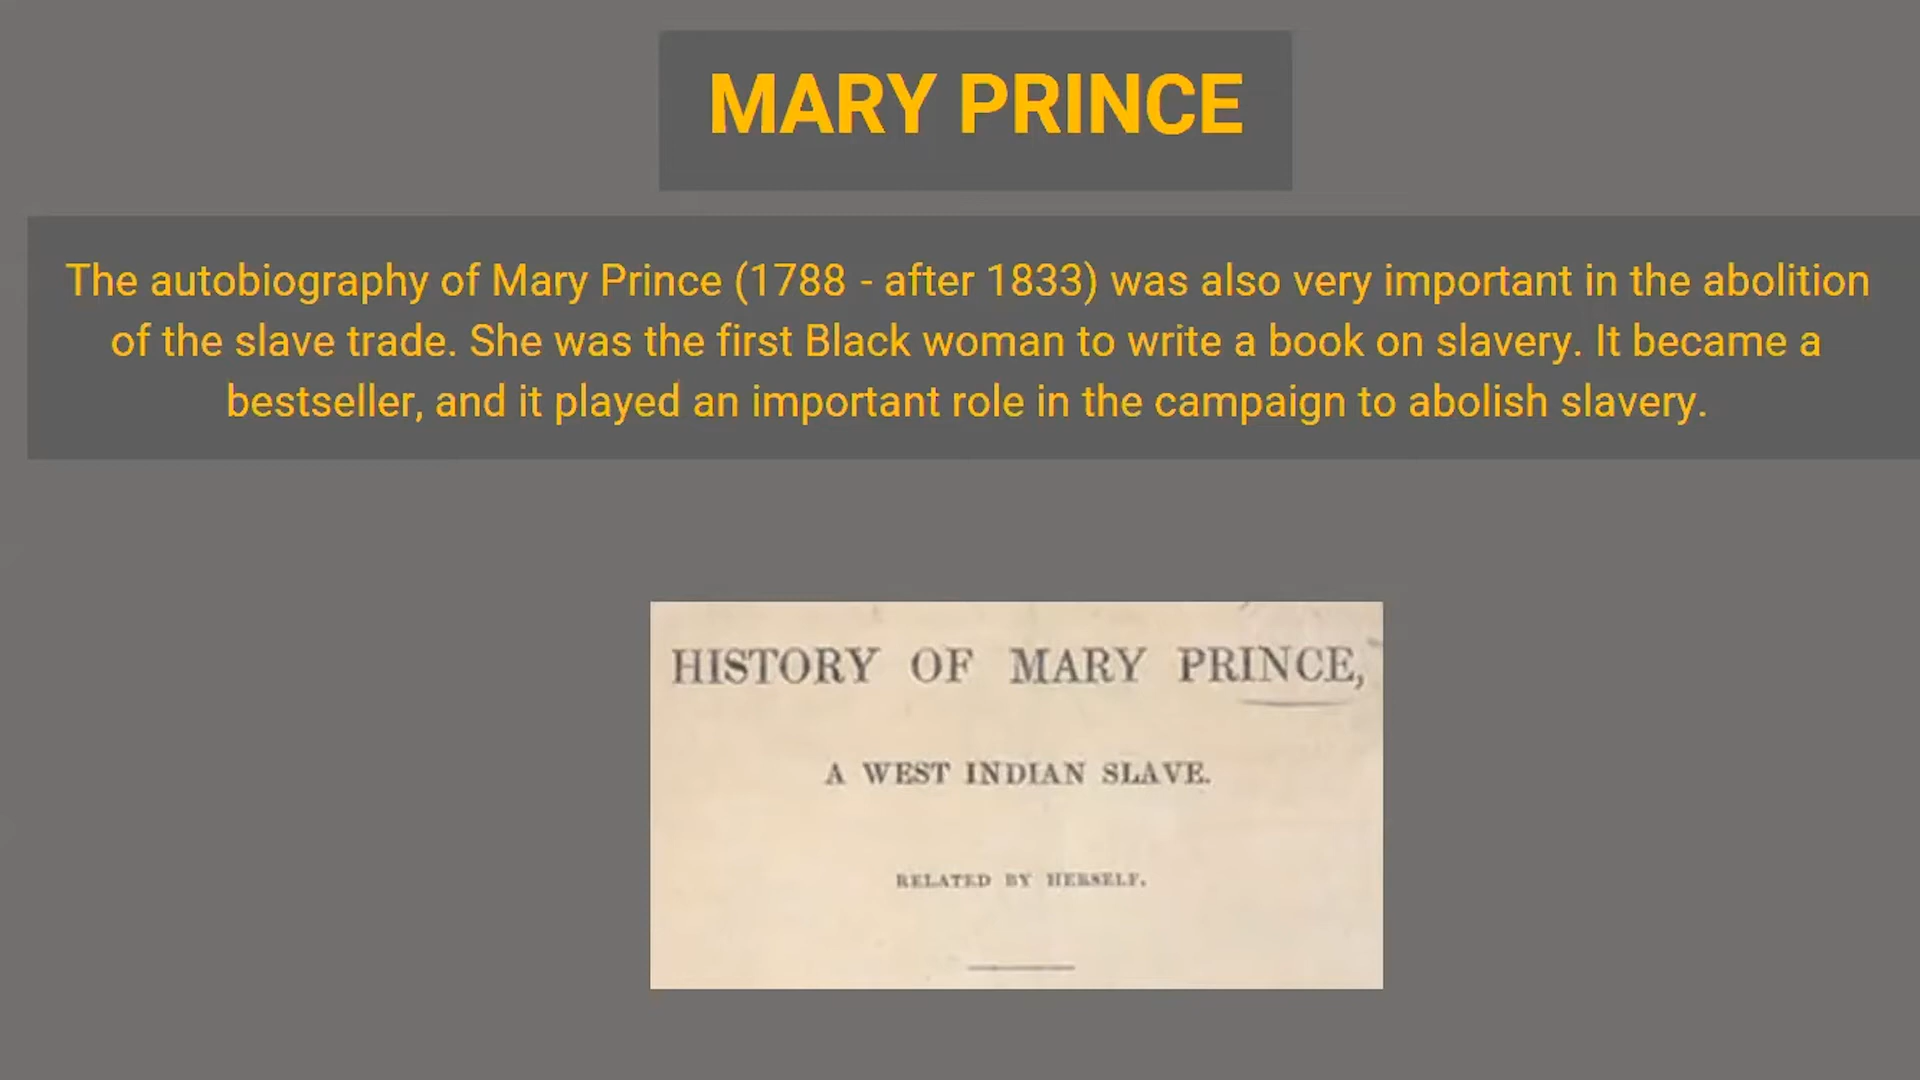 MARY PRINCE
The autobiography of Mary Prince (1788 - after 1833) was also very important in the abolition
of the slave trade. She was the first Black woman to write a book on slavery. It became a
bestseller, and it played an important role in the campaign to abolish slavery.
HISTORY OF MARY PRINCE,
A WEST INDIAN SLAVE.
RELATED BY HERSELF.